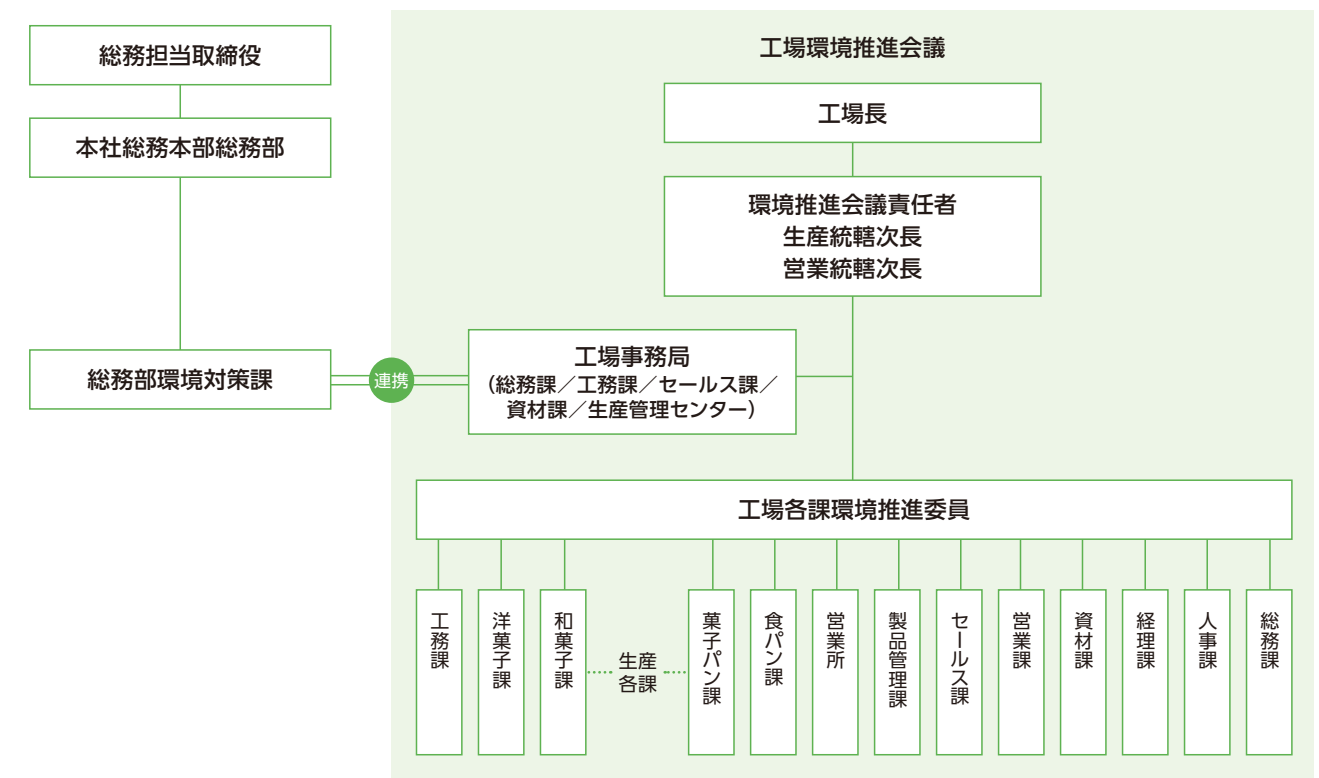 総務担当取締役
本社総務本部総務部
総務部環境対策課
連携
工場環境推進会議
工場長
環境推進会議責任者
生産統轄次長
営業統轄次長
工場事務局
（総務課／工務課／セールス課／
資材課／生産管理センター）
工場各課環境推進委員
工務課
洋菓子課
和菓子課
生産
各課
菓子パン課
食パン課
営業所
製品管理課
セールス課
営業課
資材課
経理課
人事課
総務課